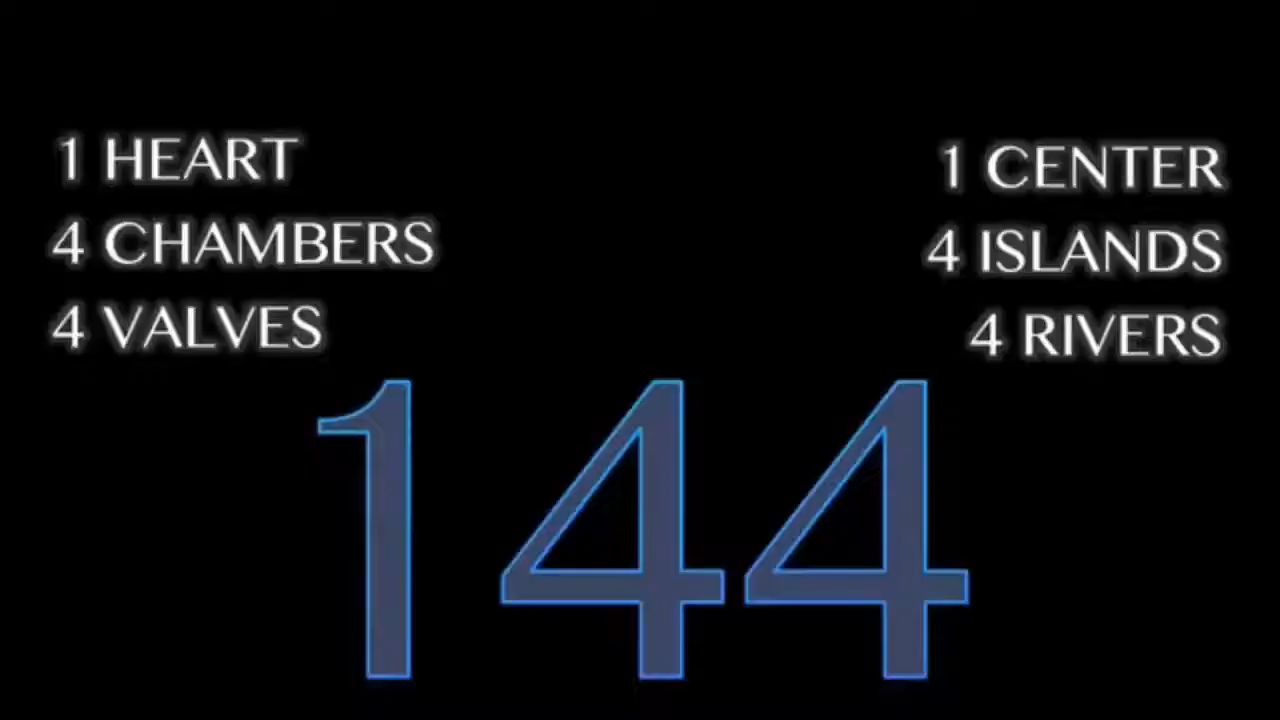 1 HEART
4 CHAMBERS
4 VALVES
1 CENTER
4 ISLANDS
4 RIVERS
144